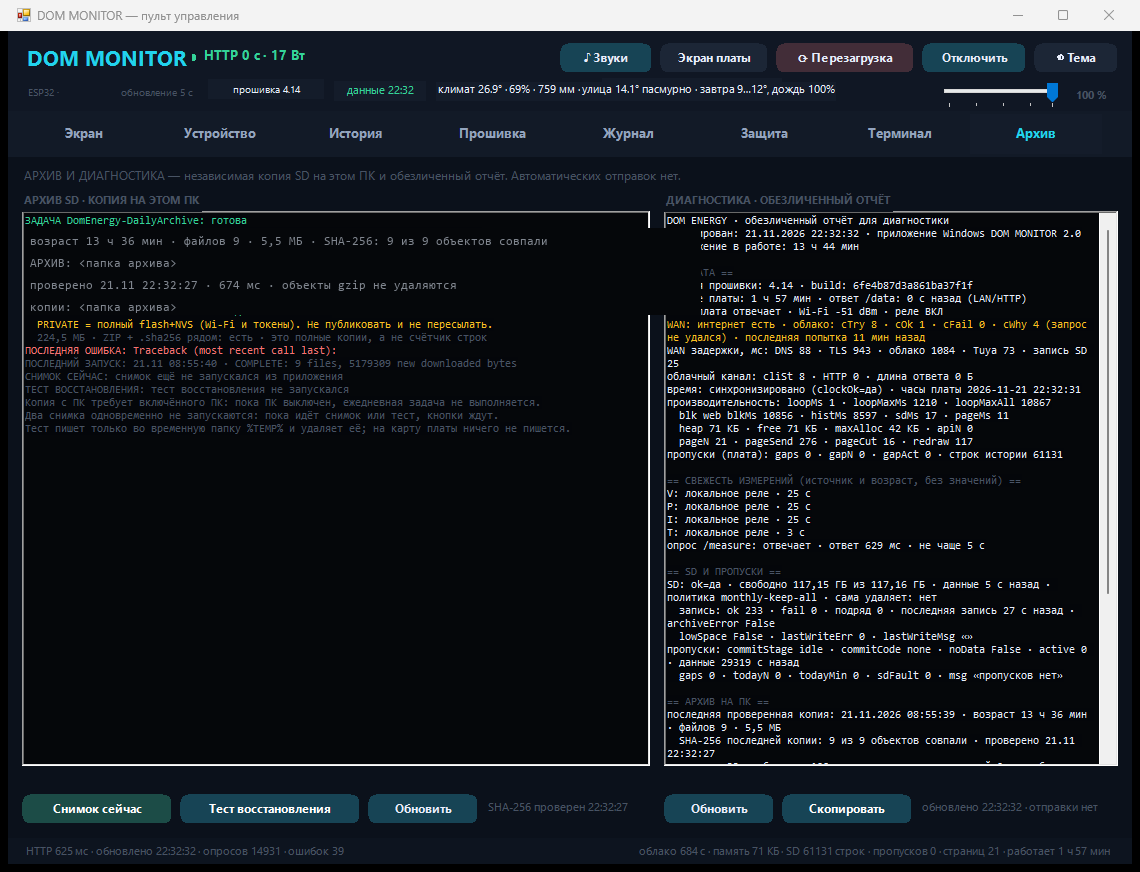 DOM MONITOR — пульт управления
DOM MONITOR
HTTP 0 с · 17 Вт
♪ Звуки
Экран платы
⟳ Перезагрузка
Отключить
Тема
ESP32 ·
обновление 5 с
прошивка 4.14
данные 22:32
климат 26.9° · 69% · 759 мм · улица 14.1° пасмурно · завтра 9…12°, дождь 100%
100 %
Экран
Устройство
История
Прошивка
Журнал
Защита
Терминал
Архив
АРХИВ И ДИАГНОСТИКА — независимая копия SD на этом ПК и обезличенный отчёт. Автоматических отправок нет.
АРХИВ SD · КОПИЯ НА ЭТОМ ПК
ЗАДАЧА DomEnergy-DailyArchive: готова
возраст 13 ч 36 мин · файлов 9 · 5,5 МБ · SHA-256: 9 из 9 объектов совпали
АРХИВ: <папка архива>
проверено 21.11 22:32:27 · 674 мс · объекты gzip не удаляются
копии: <папка архива>
PRIVATE = полный flash+NVS (Wi-Fi и токены). Не публиковать и не пересылать.
224,5 МБ · ZIP + .sha256 рядом: есть · это полные копии, а не счётчик строк
ПОСЛЕДНЯЯ ОШИБКА: Traceback (most recent call last):
ПОСЛЕДНИЙ ЗАПУСК: 21.11 08:55:40 · COMPLETE: 9 files, 5179309 new downloaded bytes
СНИМОК СЕЙЧАС: снимок ещё не запускался из приложения
ТЕСТ ВОССТАНОВЛЕНИЯ: тест восстановления не запускался
Копия с ПК требует включённого ПК: пока ПК выключен, ежедневная задача не выполняется.
Два снимка одновременно не запускаются: пока идёт снимок или тест, кнопки ждут.
Тест пишет только во временную папку %TEMP% и удаляет её; на карту платы ничего не пишется.
ДИАГНОСТИКА · ОБЕЗЛИЧЕННЫЙ ОТЧЁТ
DOM ENERGY · обезличенный отчёт для диагностики
рован: 21.11.2026 22:32:32 · приложение Windows DOM MONITOR 2.0
ение в работе: 13 ч 44 мин
АТА ==
прошивки: 4.14 · build: 6fe4b87d3a861ba37f1f
платы: 1 ч 57 мин · ответ /data: 0 с назад (LAN/HTTP)
лата отвечает · Wi-Fi -51 dBm · реле ВКЛ
WAN: интернет есть · облако: cTry 8 · cOk 1 · cFail 0 · cWhy 4 (запрос
не удался) · последняя попытка 11 мин назад
WAN задержки, мс: DNS 88 · TLS 943 · облако 1084 · Tuya 73 · запись SD
25
облачный канал: cliSt 8 · HTTP 0 · длина ответа 0 Б
время: синхронизировано (clockOk=да) · часы платы 2026-11-21 22:32:31
производительность: loopMs 1 · loopMaxMs 1210 · loopMaxAll 10867
blk web blkMs 10856 · histMs 8597 · sdMs 17 · pageMs 11
heap 71 КБ · free 71 КБ · maxAlloc 42 КБ · apiN 0
pageN 21 · pageSend 276 · pageCut 16 · redraw 117
пропуски (плата): gaps 0 · gapN 0 · gapAct 0 · строк истории 61131
== СВЕЖЕСТЬ ИЗМЕРЕНИЙ (источник и возраст, без значений) ==
V: локальное реле · 25 с
P: локальное реле · 25 с
I: локальное реле · 25 с
T: локальное реле · 3 с
опрос /measure: отвечает · ответ 629 мс · не чаще 5 с
== SD И ПРОПУСКИ ==
SD: ok=да · свободно 117,15 ГБ из 117,16 ГБ · данные 5 с назад ·
политика monthly-keep-all · сама удаляет: нет
запись: ok 233 · fail 0 · подряд 0 · последняя запись 27 с назад ·
archiveError False
lowSpace False · lastWriteErr 0 · lastWriteMsg «»
пропуски: commitStage idle · commitCode none · noData False · active 0
· данные 29319 с назад
gaps 0 · todayN 0 · todayMin 0 · sdFault 0 · msg «пропусков нет»
== АРХИВ НА ПК ==
последняя проверенная копия: 21.11.2026 08:55:39 · возраст 13 ч 36 мин
· файлов 9 · 5,5 МБ
SHA-256 последней копии: 9 из 9 объектов совпали · проверено 21.11
22:32:27
Снимок сейчас
Тест восстановления
Обновить
SHA-256 проверен 22:32:27
Обновить
Скопировать
обновлено 22:32:32 · отправки нет
HTTP 625 мс · обновлено 22:32:32 · опросов 14931 · ошибок 39
облако 684 с · память 71 КБ · SD 61131 строк · пропусков 0 · страниц 21 · работает 1 ч 57 мин